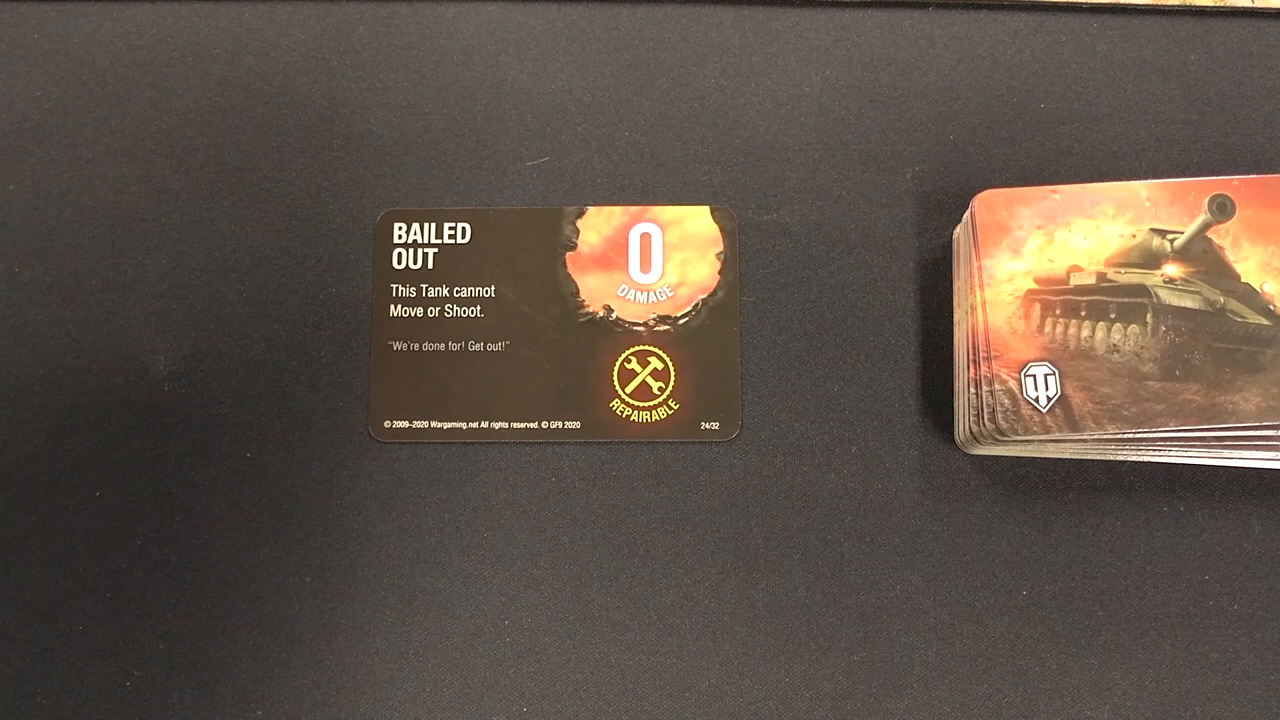 BAILED
OUT
This Tank cannot
Move or Shoot.
"We're done for! Get out!"
0
DAMAGE
REPAIRABLE
© 2009–2020 Wargaming.net All rights reserved. © GF9 2020
24/32